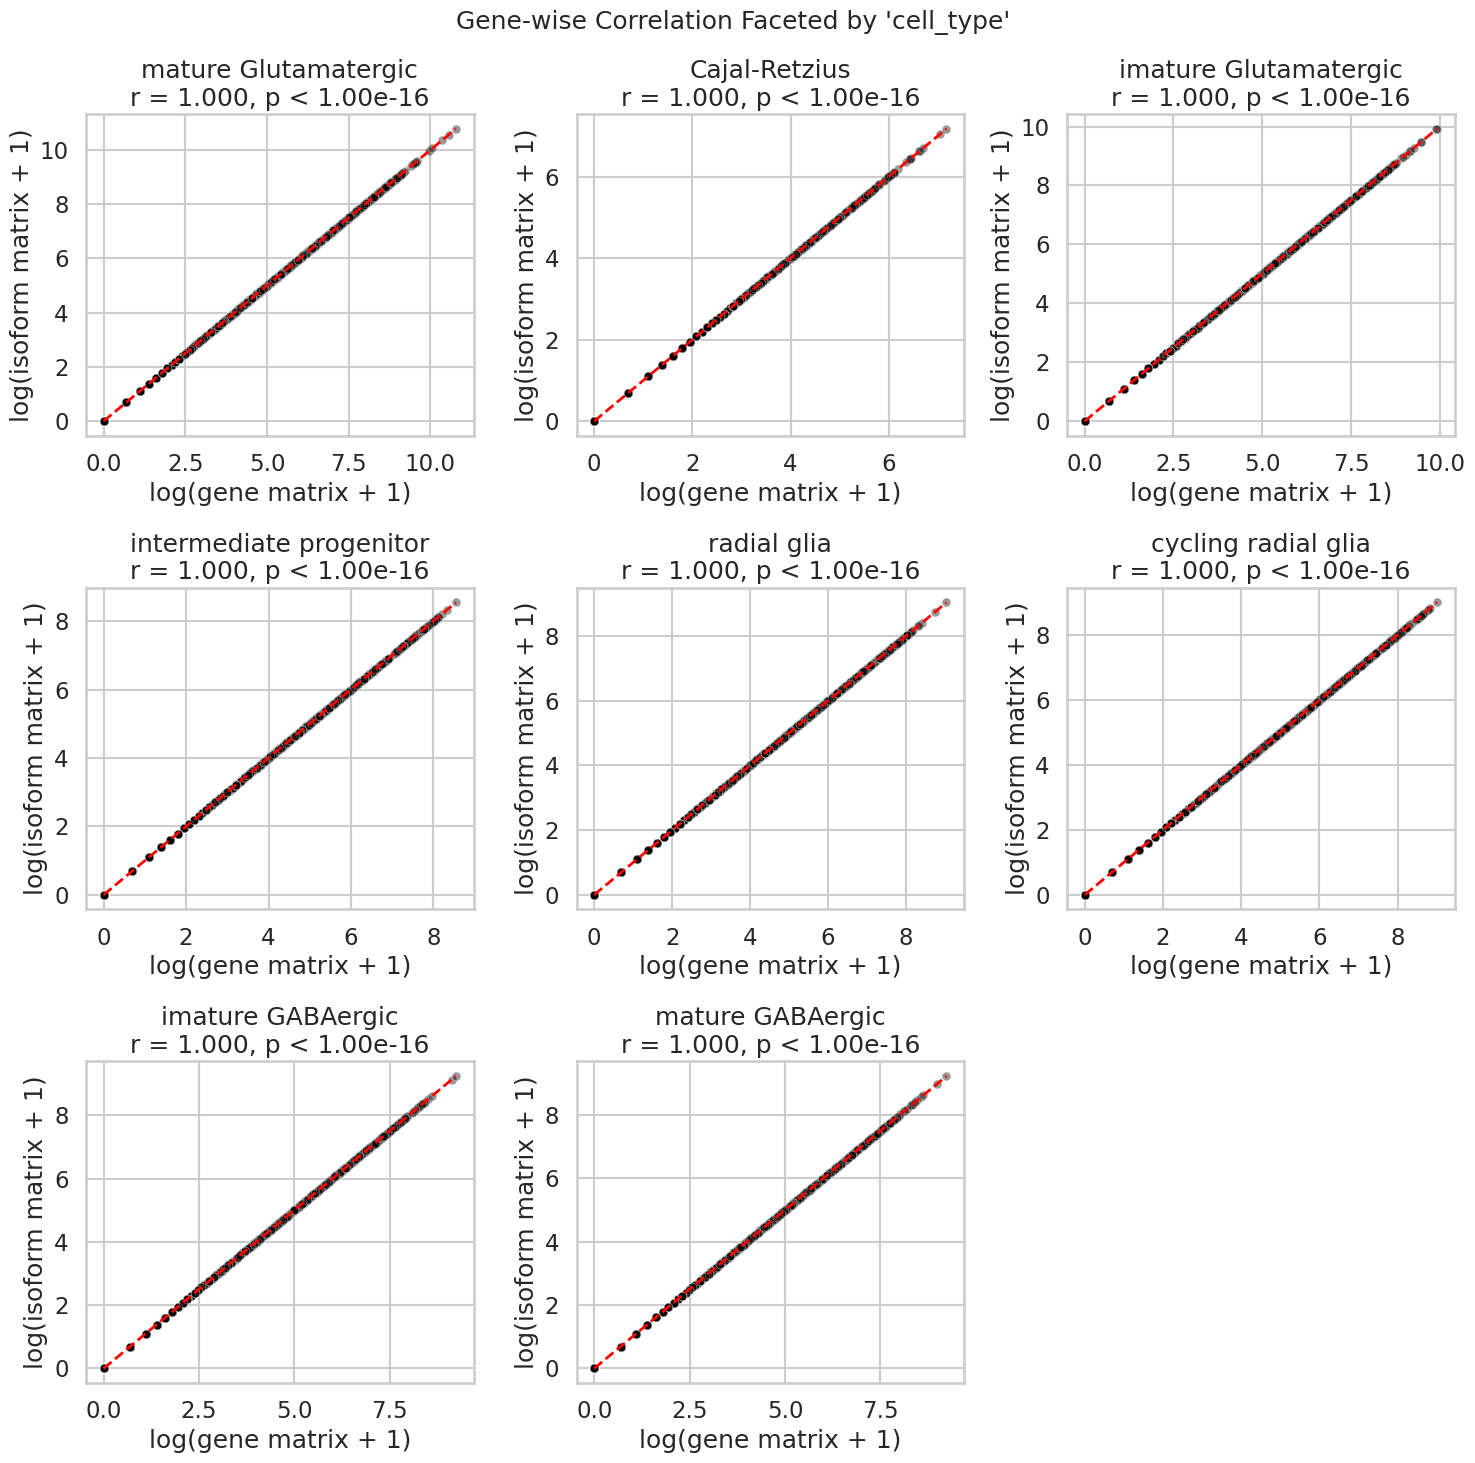 Gene-wise Correlation Faceted by 'cell_type'
mature Glutamatergic
r = 1.000, p < 1.00e-16
log(isoform matrix + 1)
10
8
6
4
2
0
0.0 2.5 5.0 7.5 10.0
log(gene matrix + 1)
Cajal-Retzius
r = 1.000, p < 1.00e-16
log(isoform matrix + 1)
6
4
2
0
0 2 4 6
log(gene matrix + 1)
imature Glutamatergic
r = 1.000, p < 1.00e-16
log(isoform matrix + 1)
10
8
6
4
2
0
0.0 2.5 5.0 7.5 10.0
log(gene matrix + 1)
intermediate progenitor
r = 1.000, p < 1.00e-16
log(isoform matrix + 1)
8
6
4
2
0
0 2 4 6 8
log(gene matrix + 1)
radial glia
r = 1.000, p < 1.00e-16
log(isoform matrix + 1)
8
6
4
2
0
0 2 4 6 8
log(gene matrix + 1)
cycling radial glia
r = 1.000, p < 1.00e-16
log(isoform matrix + 1)
8
6
4
2
0
0 2 4 6 8
log(gene matrix + 1)
imature GABAergic
r = 1.000, p < 1.00e-16
log(isoform matrix + 1)
8
6
4
2
0
0.0 2.5 5.0 7.5
log(gene matrix + 1)
mature GABAergic
r = 1.000, p < 1.00e-16
log(isoform matrix + 1)
8
6
4
2
0
0.0 2.5 5.0 7.5
log(gene matrix + 1)